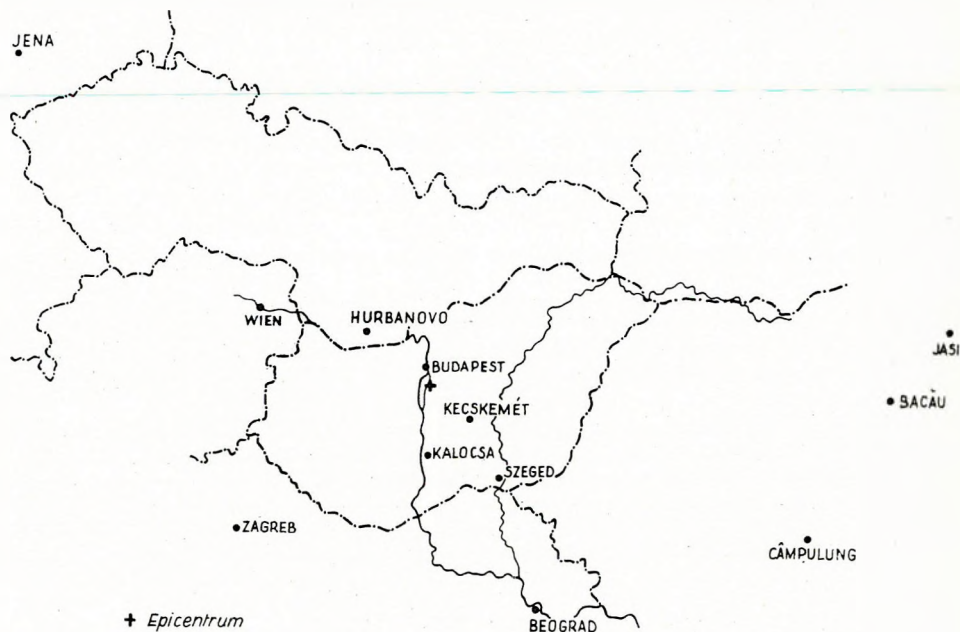 JENA
WIEN
HURBANOVO
BUDAPEST
JASI
BACĂU
KECSKEMÉT
KALOCSA
SZEGED
ZAGREB
CÂMPULUNG
+ Epicentrum
BEOGRAD